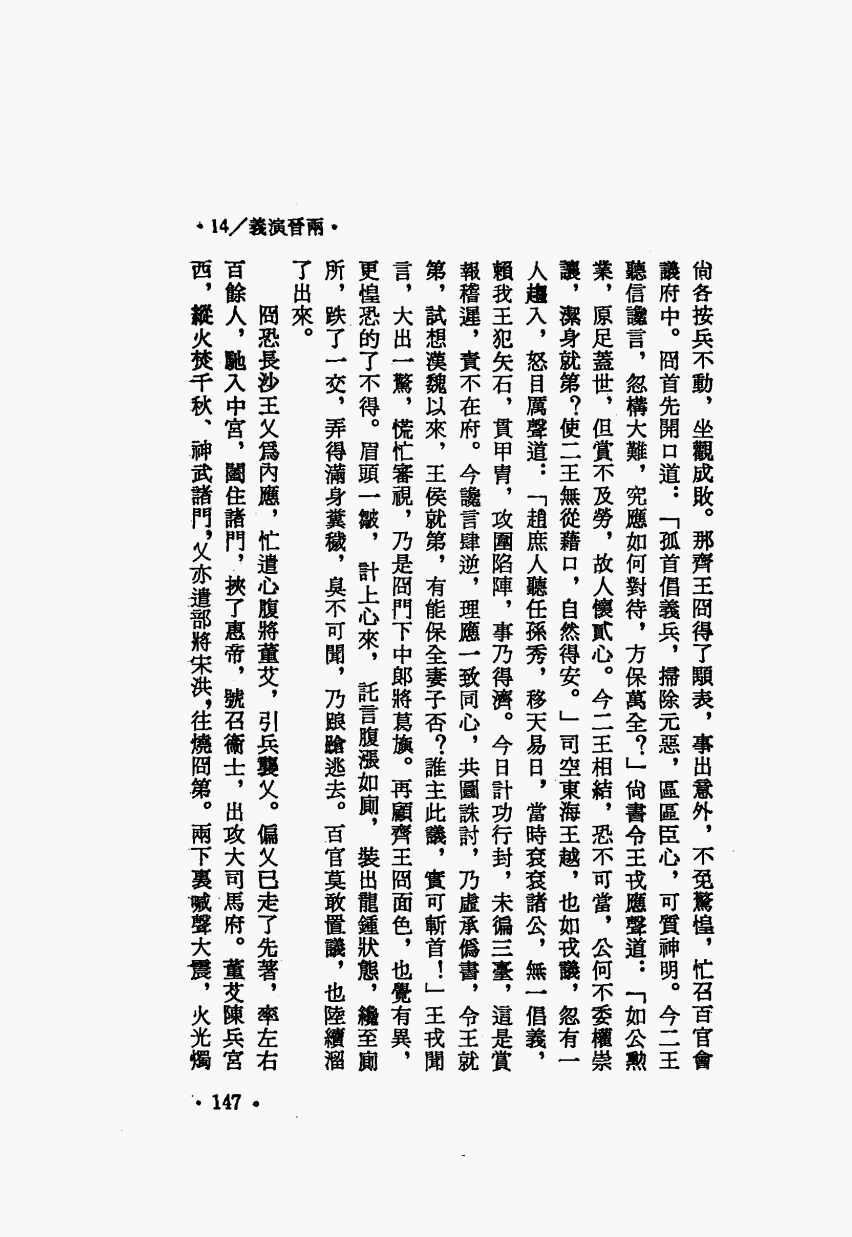 ・14／義演晉兩・
尙各按兵不動，坐觀成敗。那齊王冏得了顒表，事出意外，不免驚惶，忙召百官會
議府中。冏首先開口道：「孤首倡義兵，掃除元惡，區區臣心，可質神明。今二王
聽信讒言，忽構大難，究應如何對待，方保萬全？」尙書令王戎應聲道：「如公勲
業，原足蓋世，但賞不及勞，故人懷貳心。今二王相結，恐不可當，公何不委權崇
讓，潔身就第？使二王無從藉口，自然得安。」司空東海王越，也如戎議，忽有一
人趨入，怒目厲聲道：「趙庶人聽任孫秀，移天易日，當時衮衮諸公，無一倡義，
賴我王犯矢石，貫甲冑，攻圍陷陣，事乃得濟。今日計功行封，未徧三臺，這是賞
報稽遲，責不在府。今讒言肆逆，理應一致同心，共圖誅討，乃虛承僞書，令王就
第，試想漢魏以來，王侯就第，有能保全妻子否？誰主此議，實可斬首！」王戎聞
言，大出一驚，慌忙審視，乃是冏門下中郎將葛旟。再顧齊王冏面色，也覺有異，
更惶恐的了不得。眉頭一皺，計上心來，託言腹漲如廁，裝出龍鍾狀態，纔至廁
所，跌了一交，弄得滿身糞穢，臭不可聞，乃踉蹌逃去。百官莫敢置議，也陸續溜
了出來。
冏恐長沙王乂爲內應，忙遣心腹將董艾，引兵襲乂。偏乂已走了先著，率左右
百餘人，馳入中宮，闔住諸門，挾了惠帝，號召衞士，出攻大司馬府。董艾陳兵宮
西，縱火焚千秋、神武諸門，乂亦遣部將宋洪，往燒冏第。兩下裏喊聲大震，火光燭
・147・